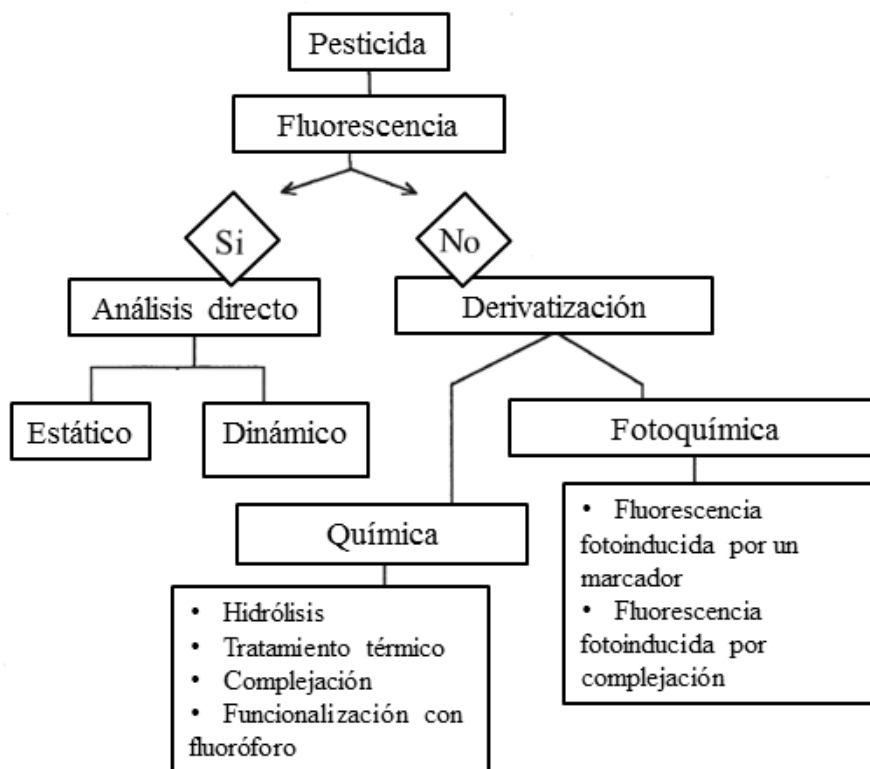 Pesticida
Fluorescencia
Si
No
Análisis directo
Derivatización
Estático
Dinámico
Fotoquímica
Química
• Fluorescencia
fotoinducida por un
marcador
• Fluorescencia
fotoinducida por
complejación
• Hidrólisis
• Tratamiento térmico
• Complejación
• Funcionalización con
fluoróforo